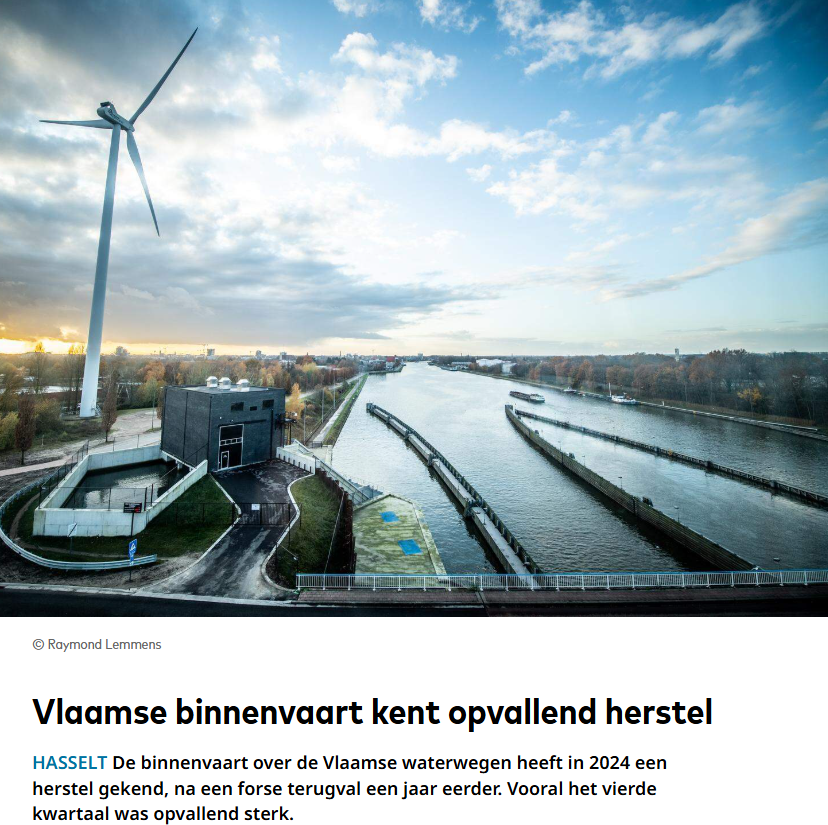 © Raymond Lemmens
Vlaamse binnenvaart kent opvallend herstel
HASSELT De binnenvaart over de Vlaamse waterwegen heeft in 2024 een
herstel gekend, na een forse terugval een jaar eerder. Vooral het vierde
kwartaal was opvallend sterk.